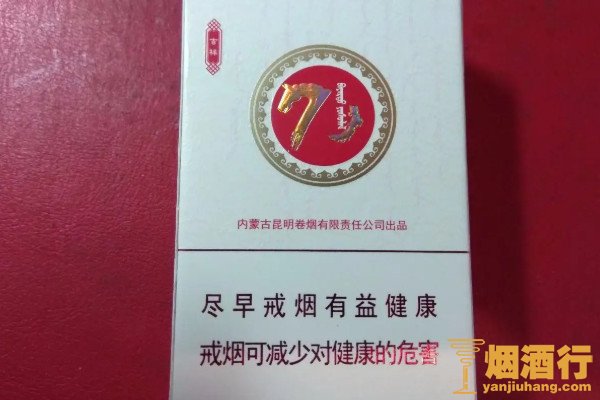 吉祥
内蒙古昆明卷烟有限责任公司出品
尽早戒烟有益健康
戒烟可减少对健康的危害
烟酒行
yanjiuhang.com